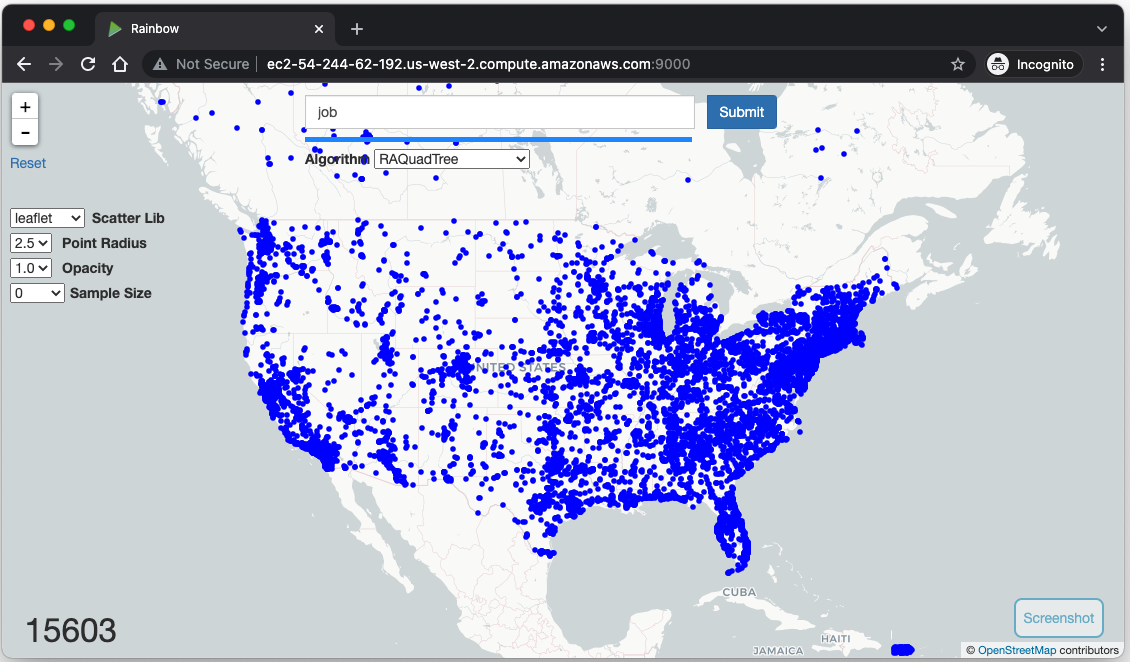 Rainbow
Not Secure | ec2-54-244-62-192.us-west-2.compute.amazonaws.com:9000
Incognito
+
-
Reset
job
Submit
Algorithm RAQuadTree
leaflet Scatter Lib
2.5 Point Radius
1.0 Opacity
0 Sample Size
NITED STATES
CUBA
HAITI
JAMAICA
15603
Screenshot
© OpenStreetMap contributors